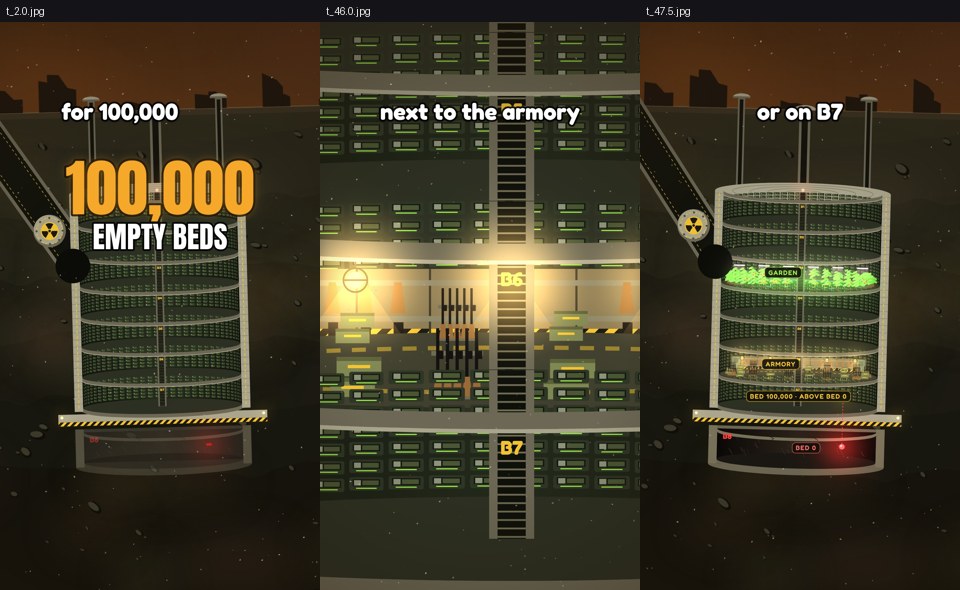 t_2.0.jpg
t_46.0.jpg
t_47.5.jpg
for 100,000
100,000
EMPTY BEDS
next to the armory
B6
B7
or on B7
GARDEN
ARMORY
BED 100,000 · ABOVE BED 0
BED 0